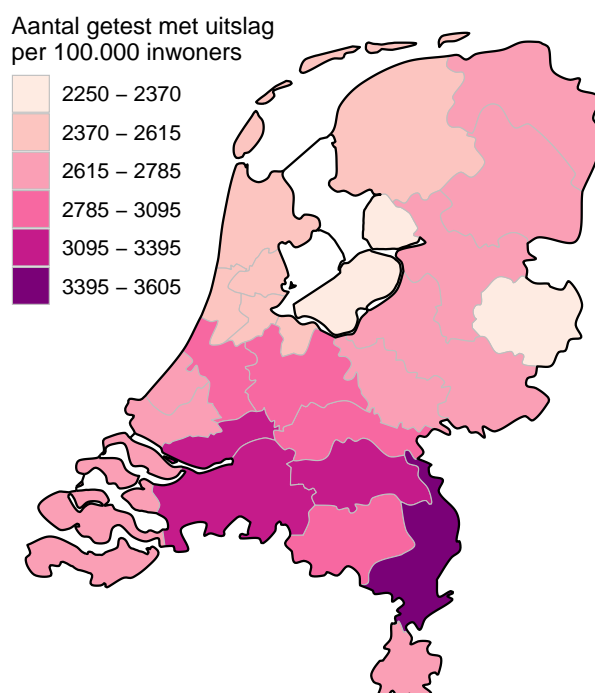 Aantal getest met uitslag
per 100.000 inwoners
2250 – 2370
2370 – 2615
2615 – 2785
2785 – 3095
3095 – 3395
3395 – 3605